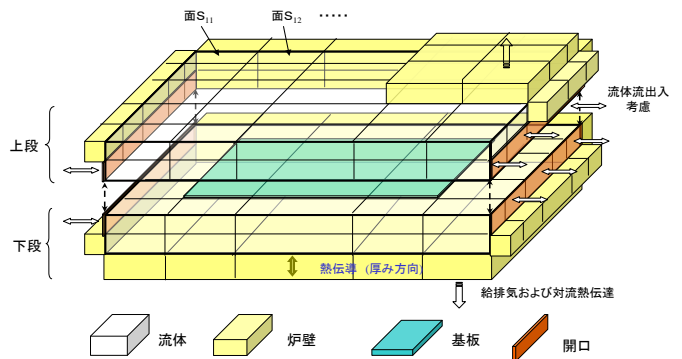 面S11
面S12
・・・・・
流体流出入
考慮
上段
下段
熱伝導 (厚み方向)
給排気および対流熱伝達
流体
炉壁
基板
開口